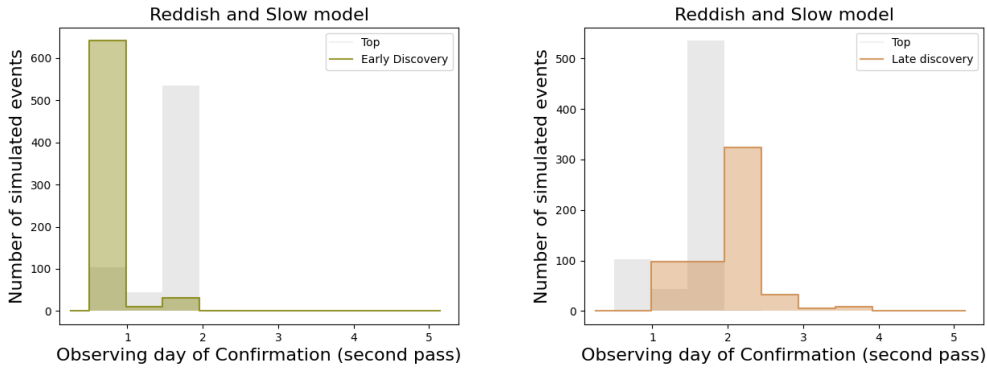 Reddish and Slow model
Number of simulated events
600
500
400
300
200
100
0
Top
Early Discovery
1
2
3
4
5
Observing day of Confirmation (second pass)
Reddish and Slow model
Number of simulated events
500
400
300
200
100
0
Top
Late discovery
1
2
3
4
5
Observing day of Confirmation (second pass)